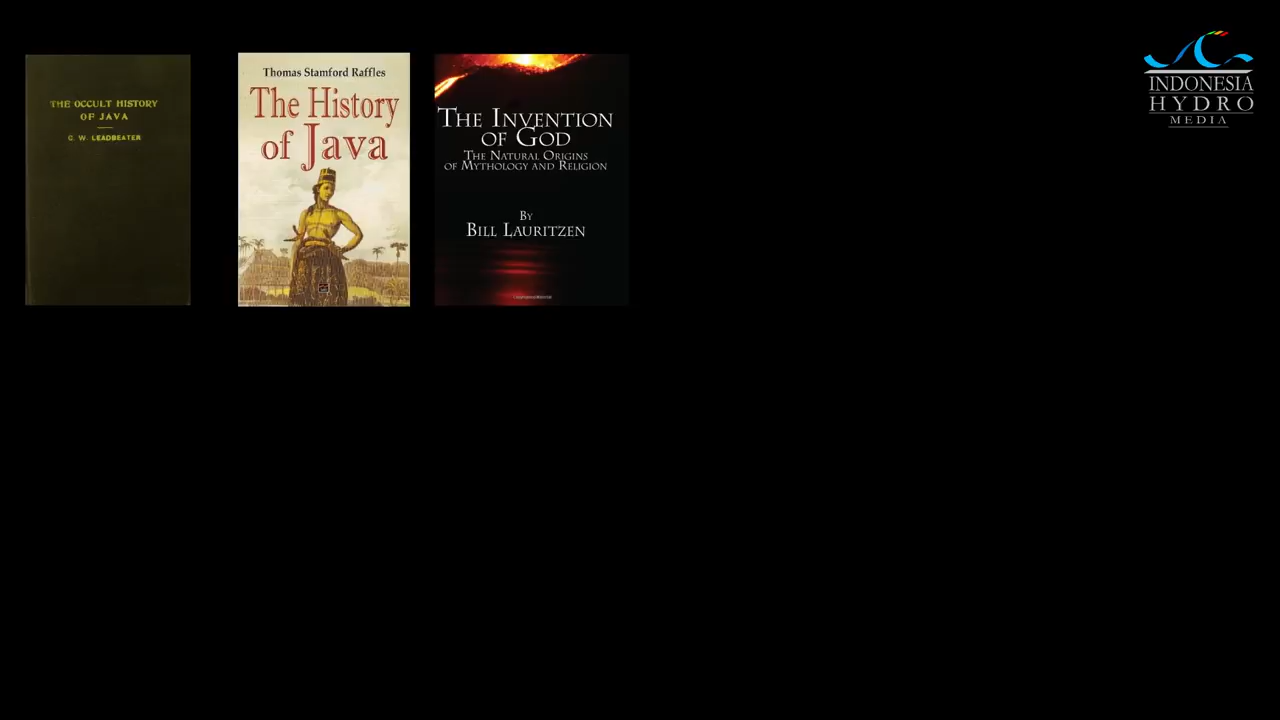 THE OCCULT HISTORY
OF JAVA
C. W. LEADBEATER
Thomas Stamford Raffles
The History
of Java
THE INVENTION
OF GOD
THE NATURAL ORIGINS
OF MYTHOLOGY AND RELIGION
BY
BILL LAURITZEN
INDONESIA
HYDRO
MEDIA